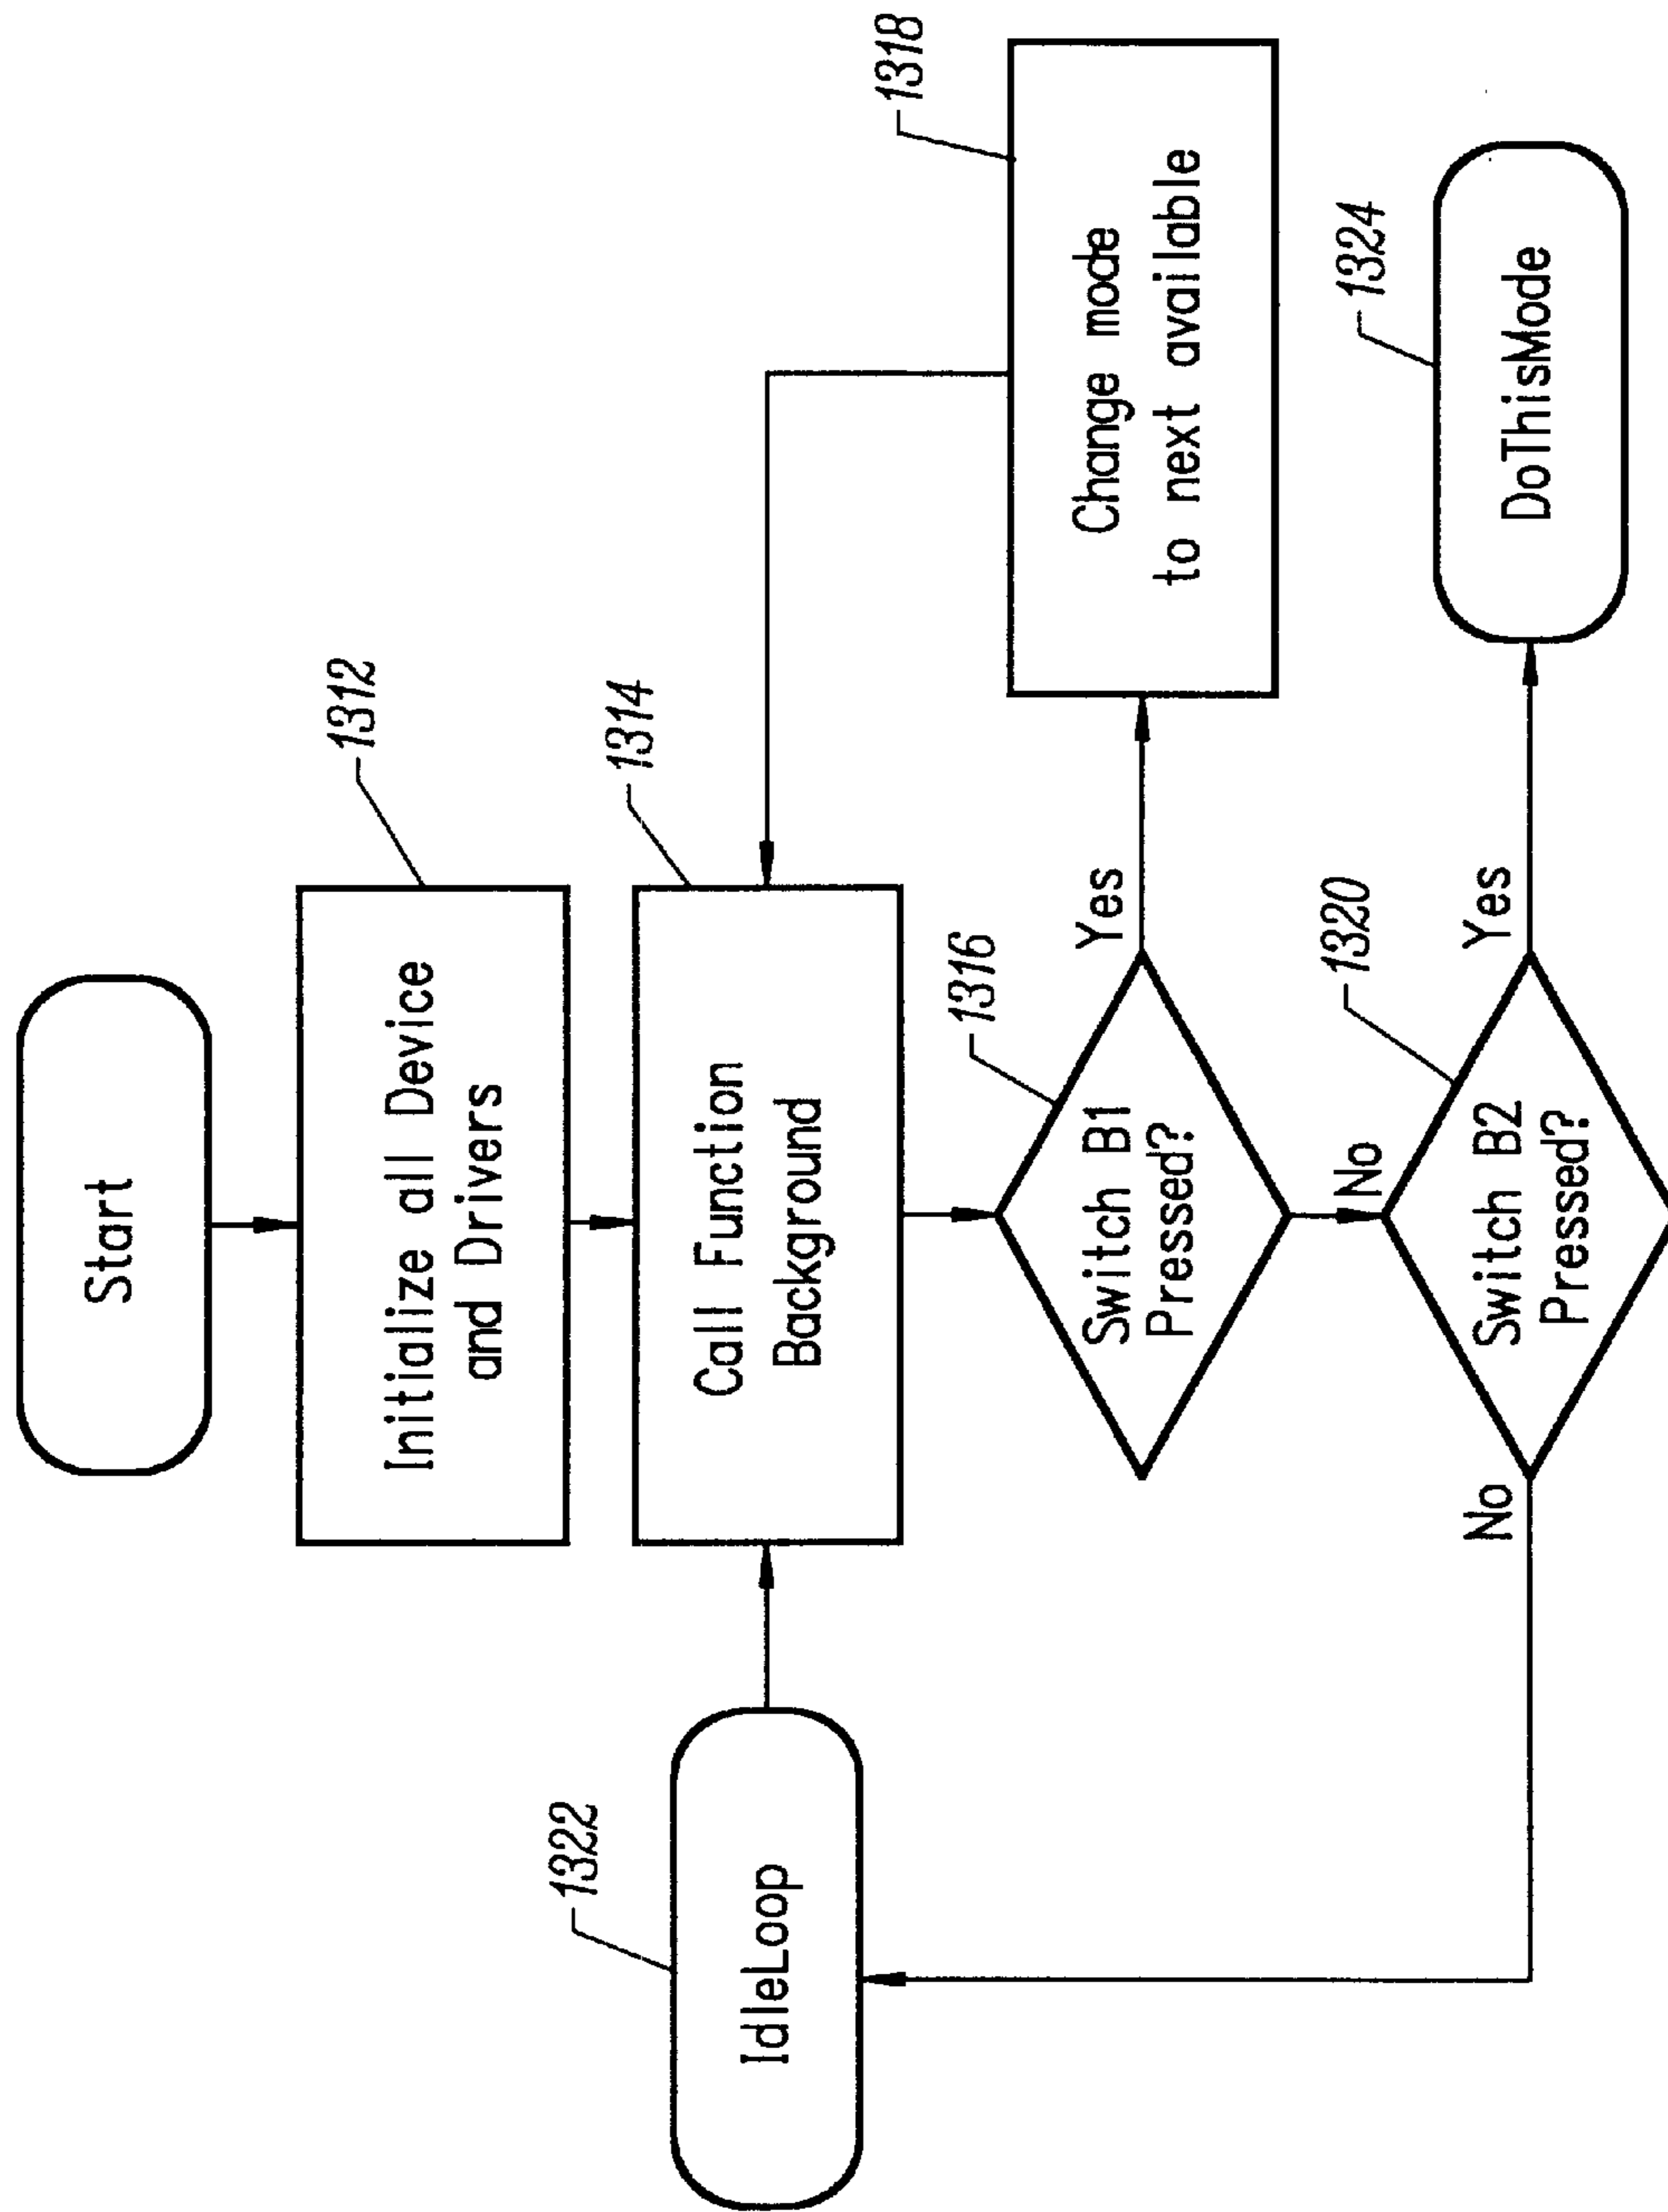 Start
1312
Initialize all Device
and Drivers
1314
Call Function
Background
1322
IdleLoop
1316
Switch B1
Pressed?
Yes
No
1318
Change mode
to next available
1320
Switch B2
Pressed?
Yes
No
1324
DoThisMode